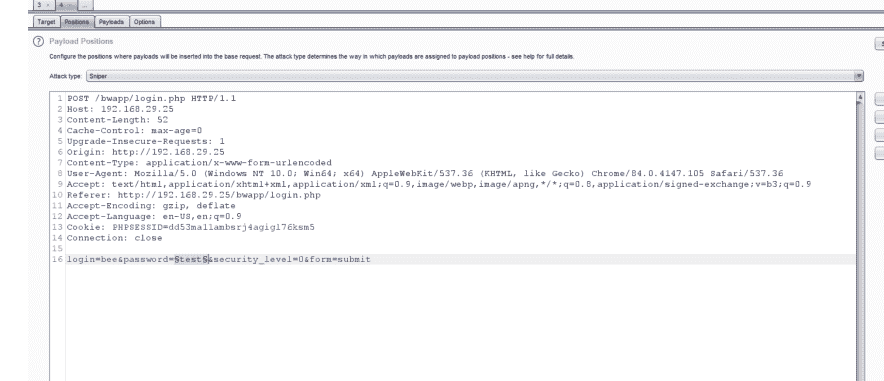 3 × 4 × ...
Target Positions Payloads Options
? Payload Positions
Configure the positions where payloads will be inserted into the base request. The attack type determines the way in which payloads are assigned to payload positions - see help for full details.
Attack type: Sniper
1 POST /bwapp/login.php HTTP/1.1
2 Host: 192.168.29.25
3 Content-Length: 52
4 Cache-Control: max-age=0
5 Upgrade-Insecure-Requests: 1
6 Origin: http://192.168.29.25
7 Content-Type: application/x-www-form-urlencoded
8 User-Agent: Mozilla/5.0 (Windows NT 10.0; Win64; x64) AppleWebKit/537.36 (KHTML, like Gecko) Chrome/84.0.4147.105 Safari/537.36
9 Accept: text/html,application/xhtml+xml,application/xml;q=0.9,image/webp,image/apng,*/*;q=0.8,application/signed-exchange;v=b3;q=0.9
10 Referer: http://192.168.29.25/bwapp/login.php
11 Accept-Encoding: gzip, deflate
12 Accept-Language: en-US,en;q=0.9
13 Cookie: PHPSESSID=dd53ma1lambsrj4agigl76ksm5
14 Connection: close
15
16 login=bee&password=§test§&security_level=0&form=submit